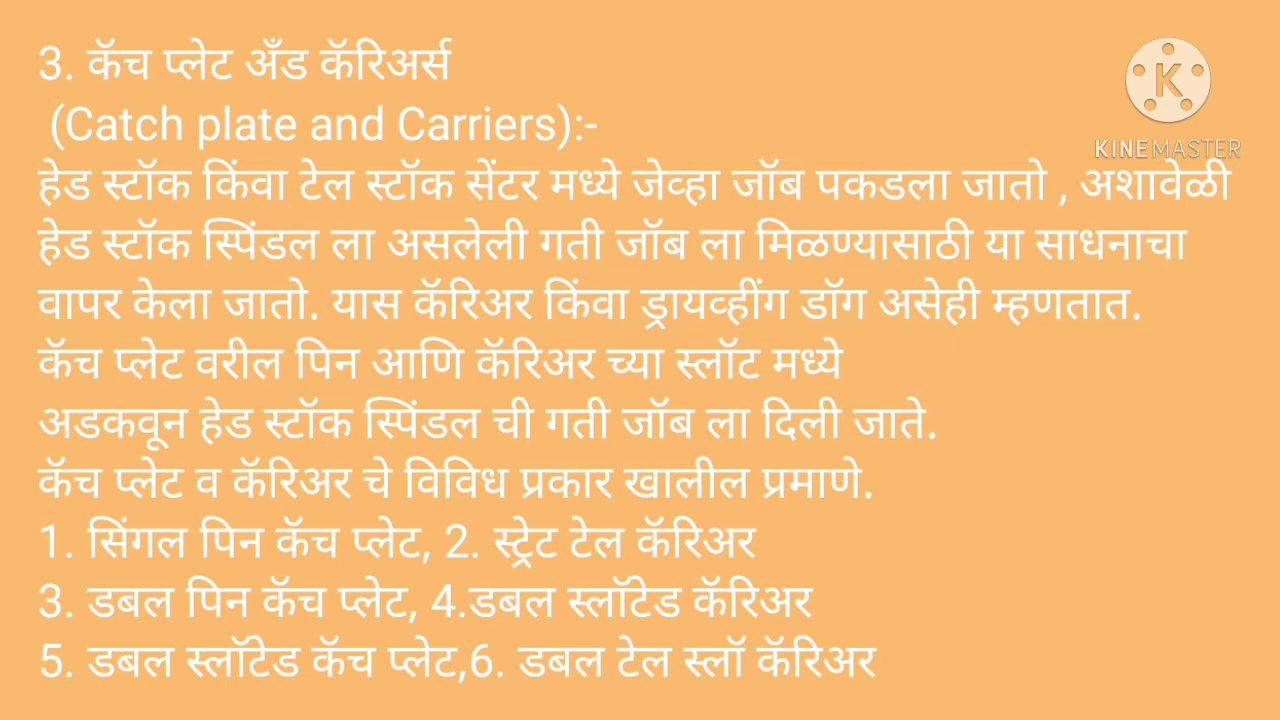 3. कॅच प्लेट अँड कॅरिअर्स
(Catch plate and Carriers):-
हेड स्टॉक किंवा टेल स्टॉक सेंटर मध्ये जेव्हा जॉब पकडला जातो , अशावेळी
हेड स्टॉक स्पिंडल ला असलेली गती जॉब ला मिळण्यासाठी या साधनाचा
वापर केला जातो. यास कॅरिअर किंवा ड्रायव्हींग डॉग असेही म्हणतात.
कॅच प्लेट वरील पिन आणि कॅरिअर च्या स्लॉट मध्ये
अडकवून हेड स्टॉक स्पिंडल ची गती जॉब ला दिली जाते.
कॅच प्लेट व कॅरिअर चे विविध प्रकार खालील प्रमाणे.
1. सिंगल पिन कॅच प्लेट, 2. स्ट्रेट टेल कॅरिअर
3. डबल पिन कॅच प्लेट, 4.डबल स्लॉटेड कॅरिअर
5. डबल स्लॉटेड कॅच प्लेट,6. डबल टेल स्लॉ कॅरिअर
K
KINEMASTER